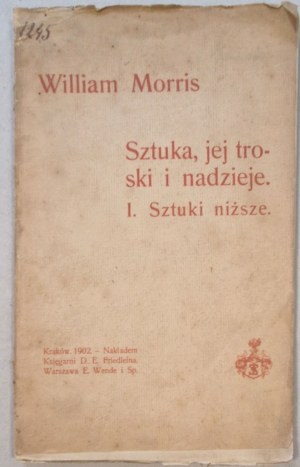 1245
William Morris
Sztuka, jej tro-
ski i nadzieje.
I. Sztuki niższe.
Kraków 1902 – Nakładem
Księgarni D. E. Friedleina.
Warszawa E. Wende i Sp.